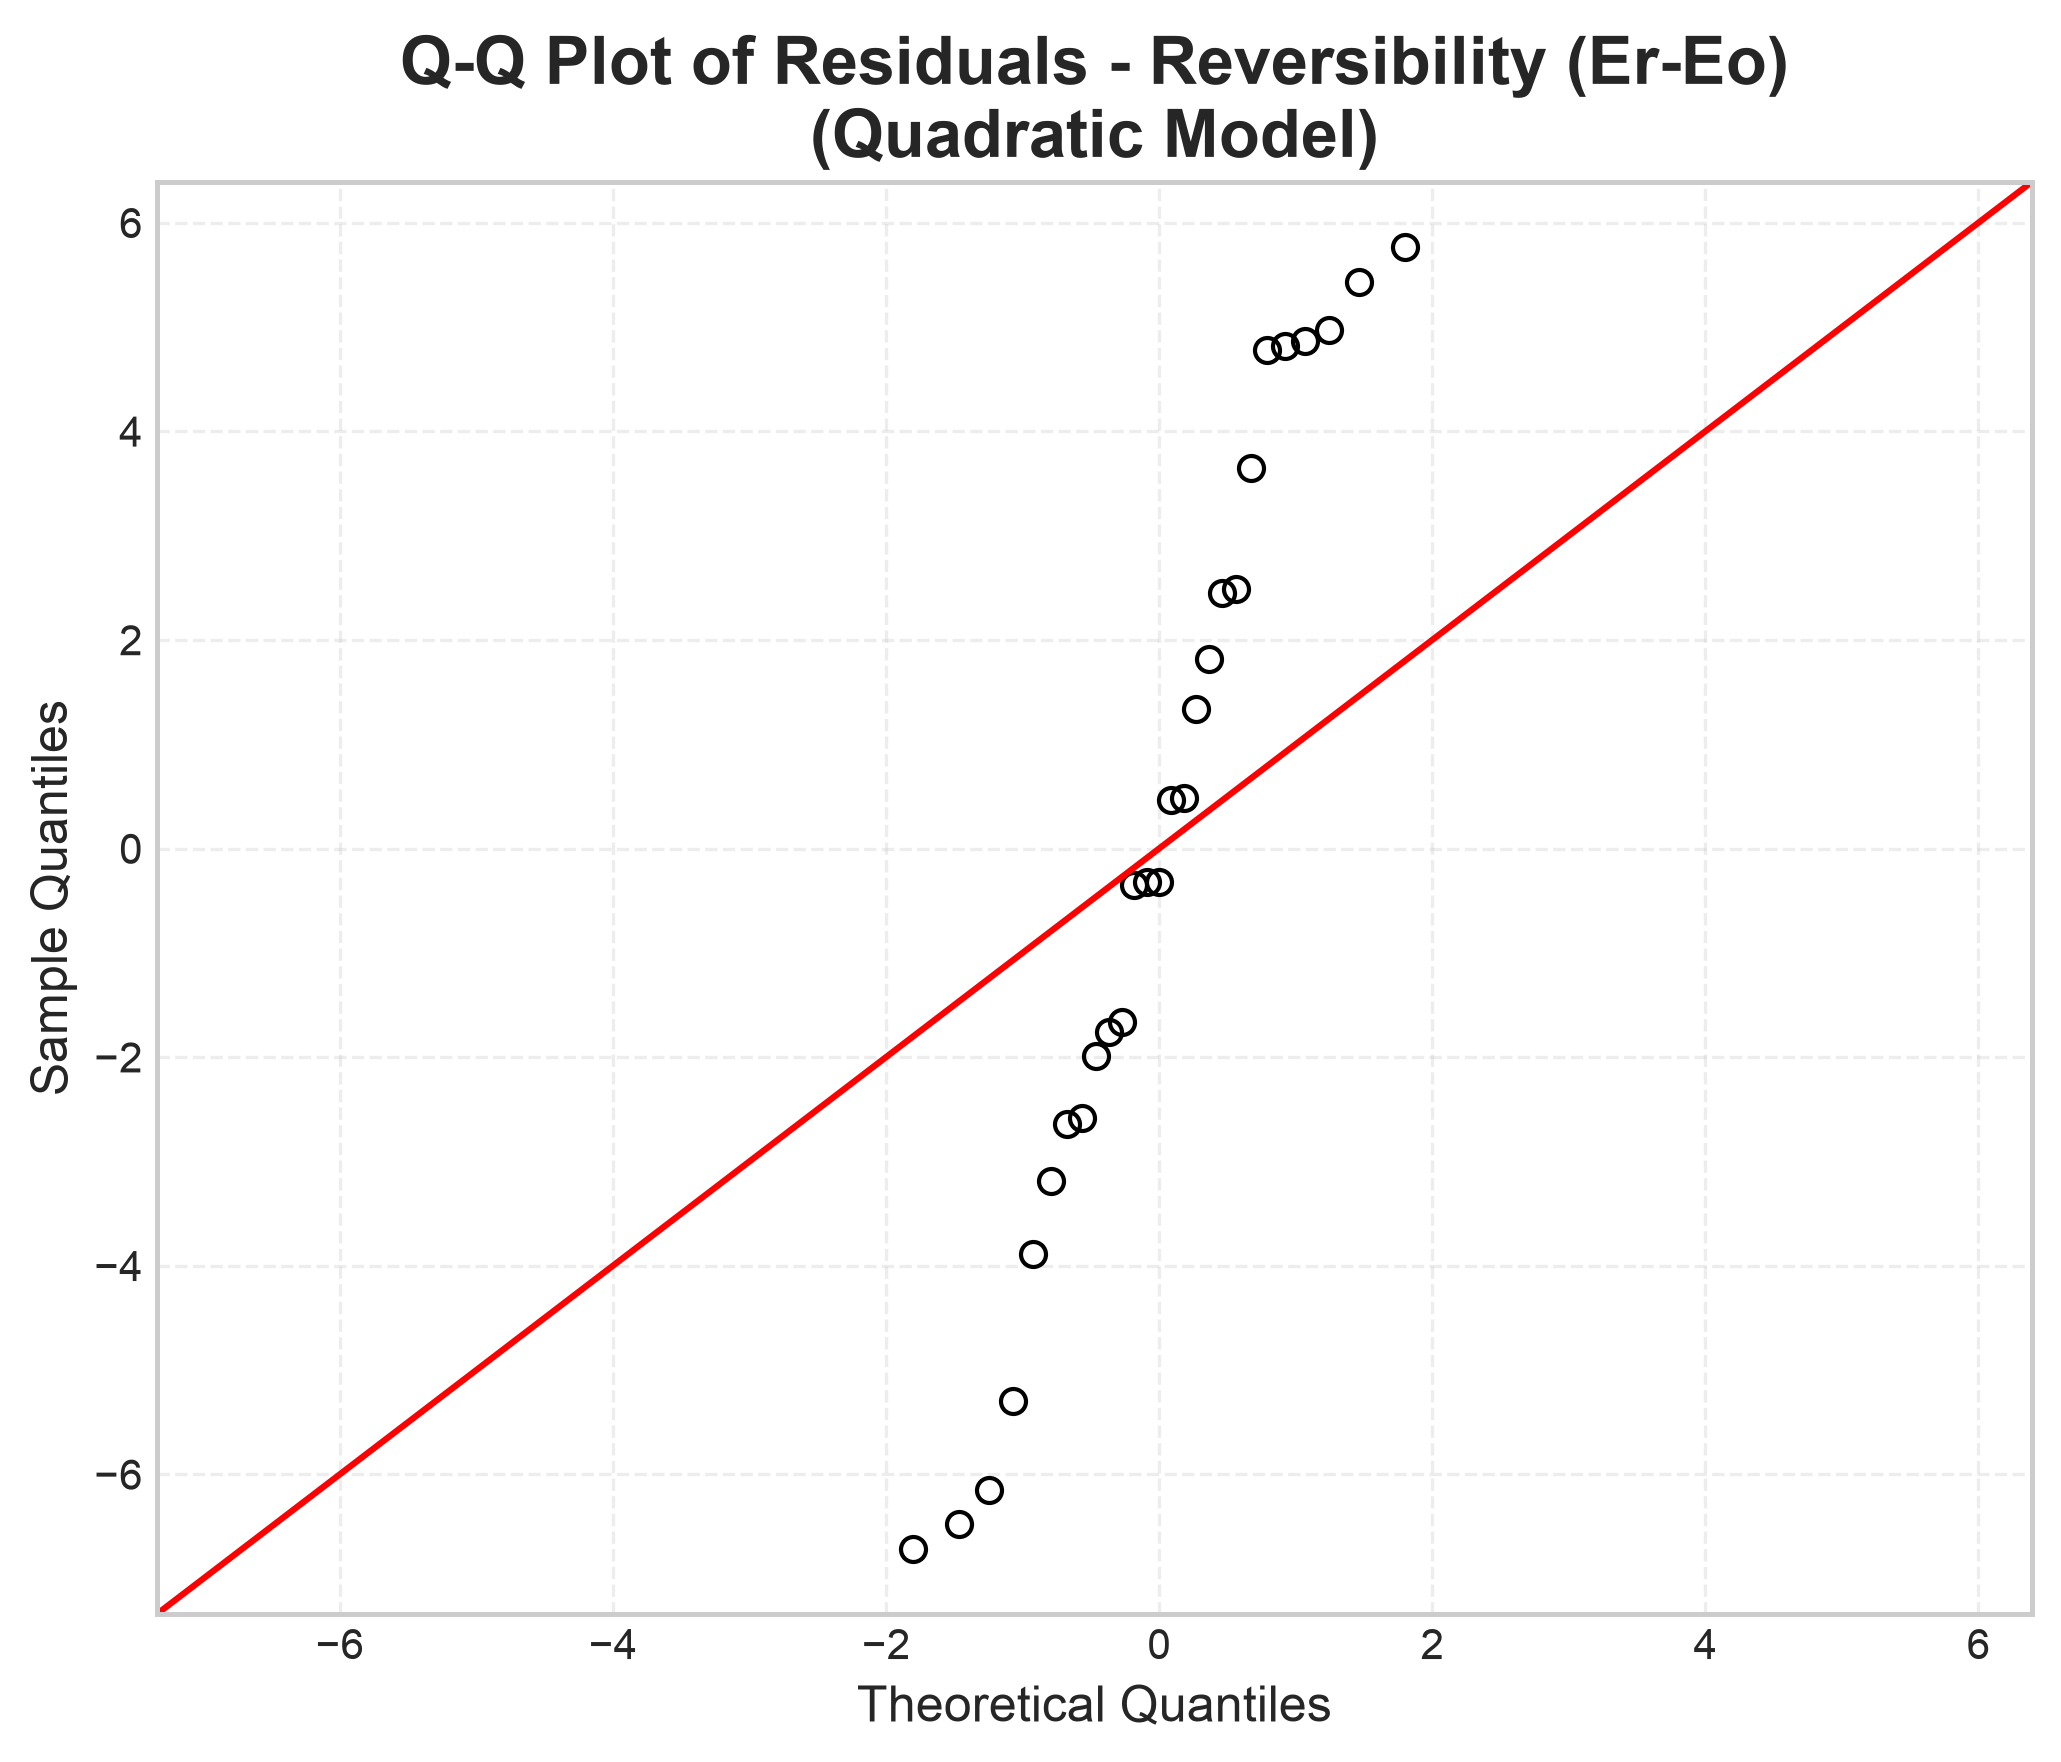 Q-Q Plot of Residuals - Reversibility (Er-Eo)
(Quadratic Model)
6
4
2
0
−2
−4
−6
Sample Quantiles
−6 −4 −2 0 2 4 6
Theoretical Quantiles